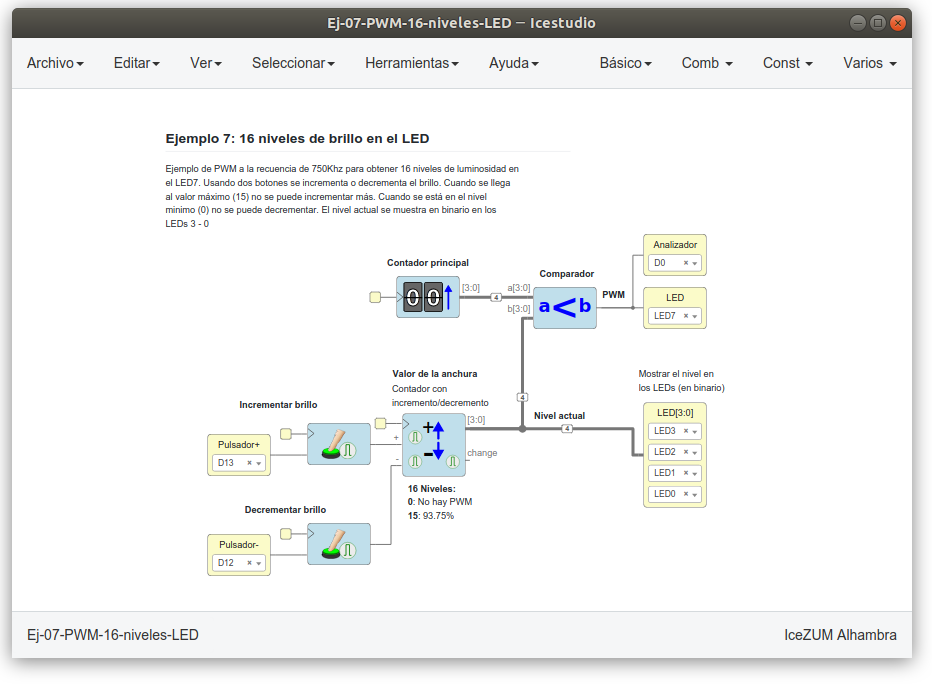 Ej-07-PWM-16-niveles-LED — Icestudio
Archivo Editar Ver Seleccionar Herramientas Ayuda Básico Comb Const Varios
Ejemplo 7: 16 niveles de brillo en el LED
Ejemplo de PWM a la recuencia de 750Khz para obtener 16 niveles de luminosidad en
el LED7. Usando dos botones se incrementa o decrementa el brillo. Cuando se llega
al valor máximo (15) no se puede incrementar más. Cuando se está en el nivel
minimo (0) no se puede decrementar. El nivel actual se muestra en binario en los
LEDs 3 - 0
Analizador
D0
Contador principal
00
[3:0]
4
Comparador
a[3:0]
b[3:0]
a<b
PWM
LED
LED7
Valor de la anchura
Contador con
incremento/decremento
4
Mostrar el nivel en
los LEDs (en binario)
Incrementar brillo
Pulsador+
D13
+
-
+
-
[3:0]
change
Nivel actual
4
LED[3:0]
LED3
LED2
LED1
LED0
16 Niveles:
0: No hay PWM
15: 93.75%
Decrementar brillo
Pulsador-
D12
Ej-07-PWM-16-niveles-LED
IceZUM Alhambra